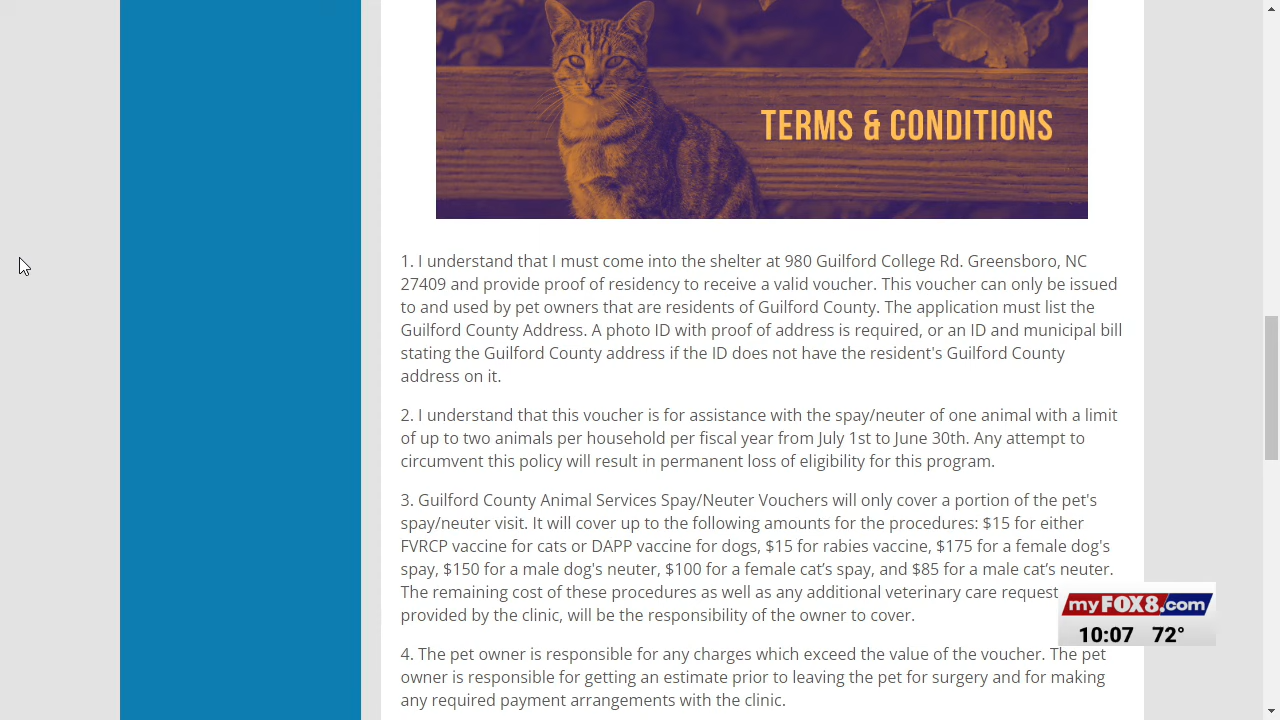 TERMS & CONDITIONS
1. I understand that I must come into the shelter at 980 Guilford College Rd. Greensboro, NC
27409 and provide proof of residency to receive a valid voucher. This voucher can only be issued
to and used by pet owners that are residents of Guilford County. The application must list the
Guilford County Address. A photo ID with proof of address is required, or an ID and municipal bill
stating the Guilford County address if the ID does not have the resident's Guilford County
address on it.
2. I understand that this voucher is for assistance with the spay/neuter of one animal with a limit
of up to two animals per household per fiscal year from July 1st to June 30th. Any attempt to
circumvent this policy will result in permanent loss of eligibility for this program.
3. Guilford County Animal Services Spay/Neuter Vouchers will only cover a portion of the pet's
spay/neuter visit. It will cover up to the following amounts for the procedures: $15 for either
FVRCP vaccine for cats or DAPP vaccine for dogs, $15 for rabies vaccine, $175 for a female dog's
spay, $150 for a male dog's neuter, $100 for a female cat’s spay, and $85 for a male cat’s neuter.
The remaining cost of these procedures as well as any additional veterinary care request
provided by the clinic, will be the responsibility of the owner to cover.
myFOX8.com
10:07 72°
4. The pet owner is responsible for any charges which exceed the value of the voucher. The pet
owner is responsible for getting an estimate prior to leaving the pet for surgery and for making
any required payment arrangements with the clinic.